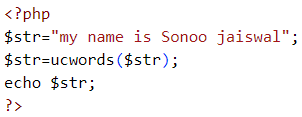 <?php
$str="my name is Sonoo jaiswal";
$str=ucwords($str);
echo $str;
?>